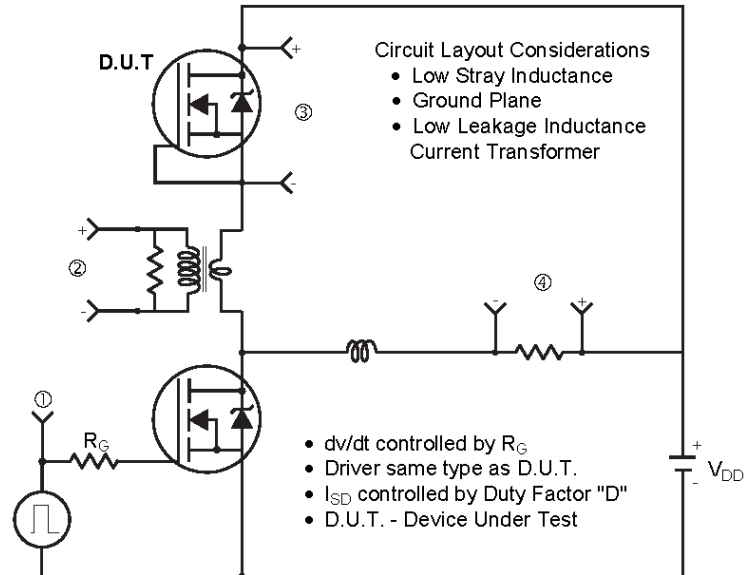 D.U.T
+
-
③
Circuit Layout Considerations
• Low Stray Inductance
• Ground Plane
• Low Leakage Inductance
Current Transformer
+
②
-
④
-
+
①
R_G
• dv/dt controlled by R_G
• Driver same type as D.U.T.
• I_SD controlled by Duty Factor "D"
• D.U.T. - Device Under Test
+
V_DD
-